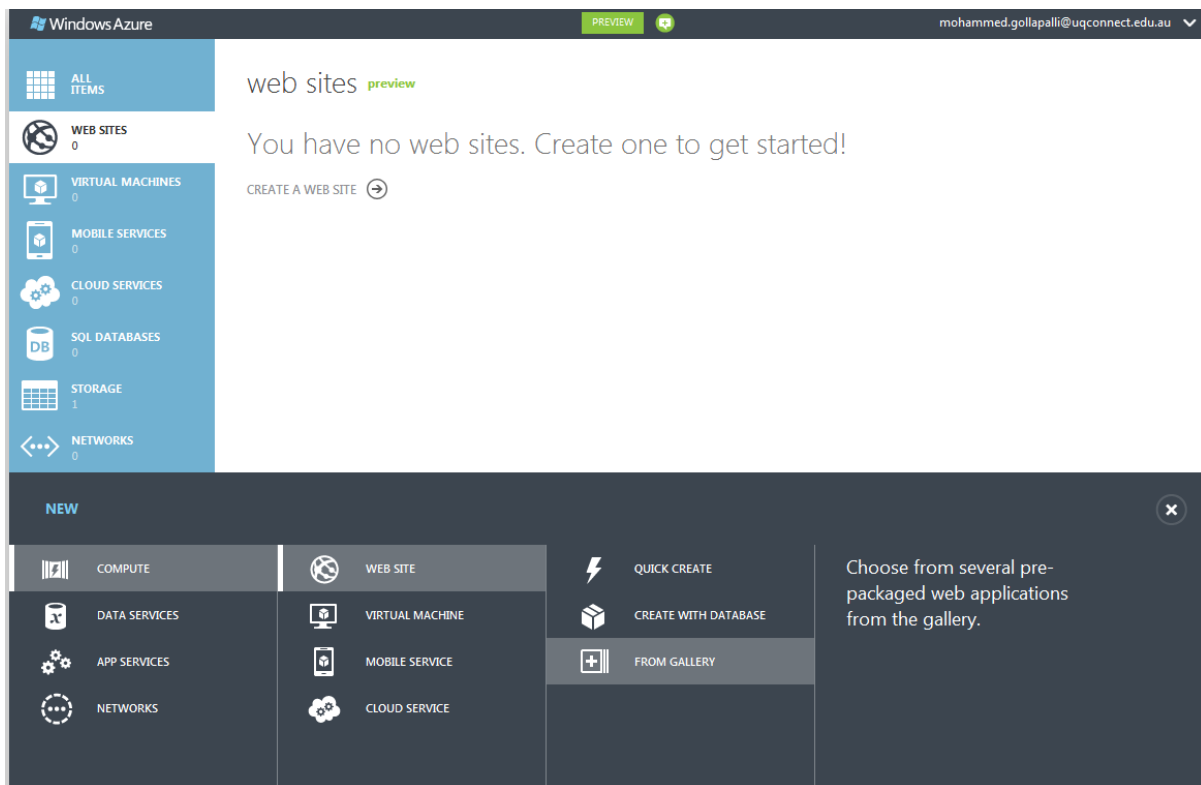 Windows Azure
PREVIEW
mohammed.gollapalli@uqconnect.edu.au
ALL
ITEMS
WEB SITES
0
VIRTUAL MACHINES
0
MOBILE SERVICES
0
CLOUD SERVICES
0
DB
SQL DATABASES
0
STORAGE
1
NETWORKS
0
web sites preview
You have no web sites. Create one to get started!
CREATE A WEB SITE
NEW
COMPUTE
DATA SERVICES
APP SERVICES
NETWORKS
WEB SITE
VIRTUAL MACHINE
MOBILE SERVICE
CLOUD SERVICE
QUICK CREATE
CREATE WITH DATABASE
FROM GALLERY
Choose from several pre-
packaged web applications
from the gallery.